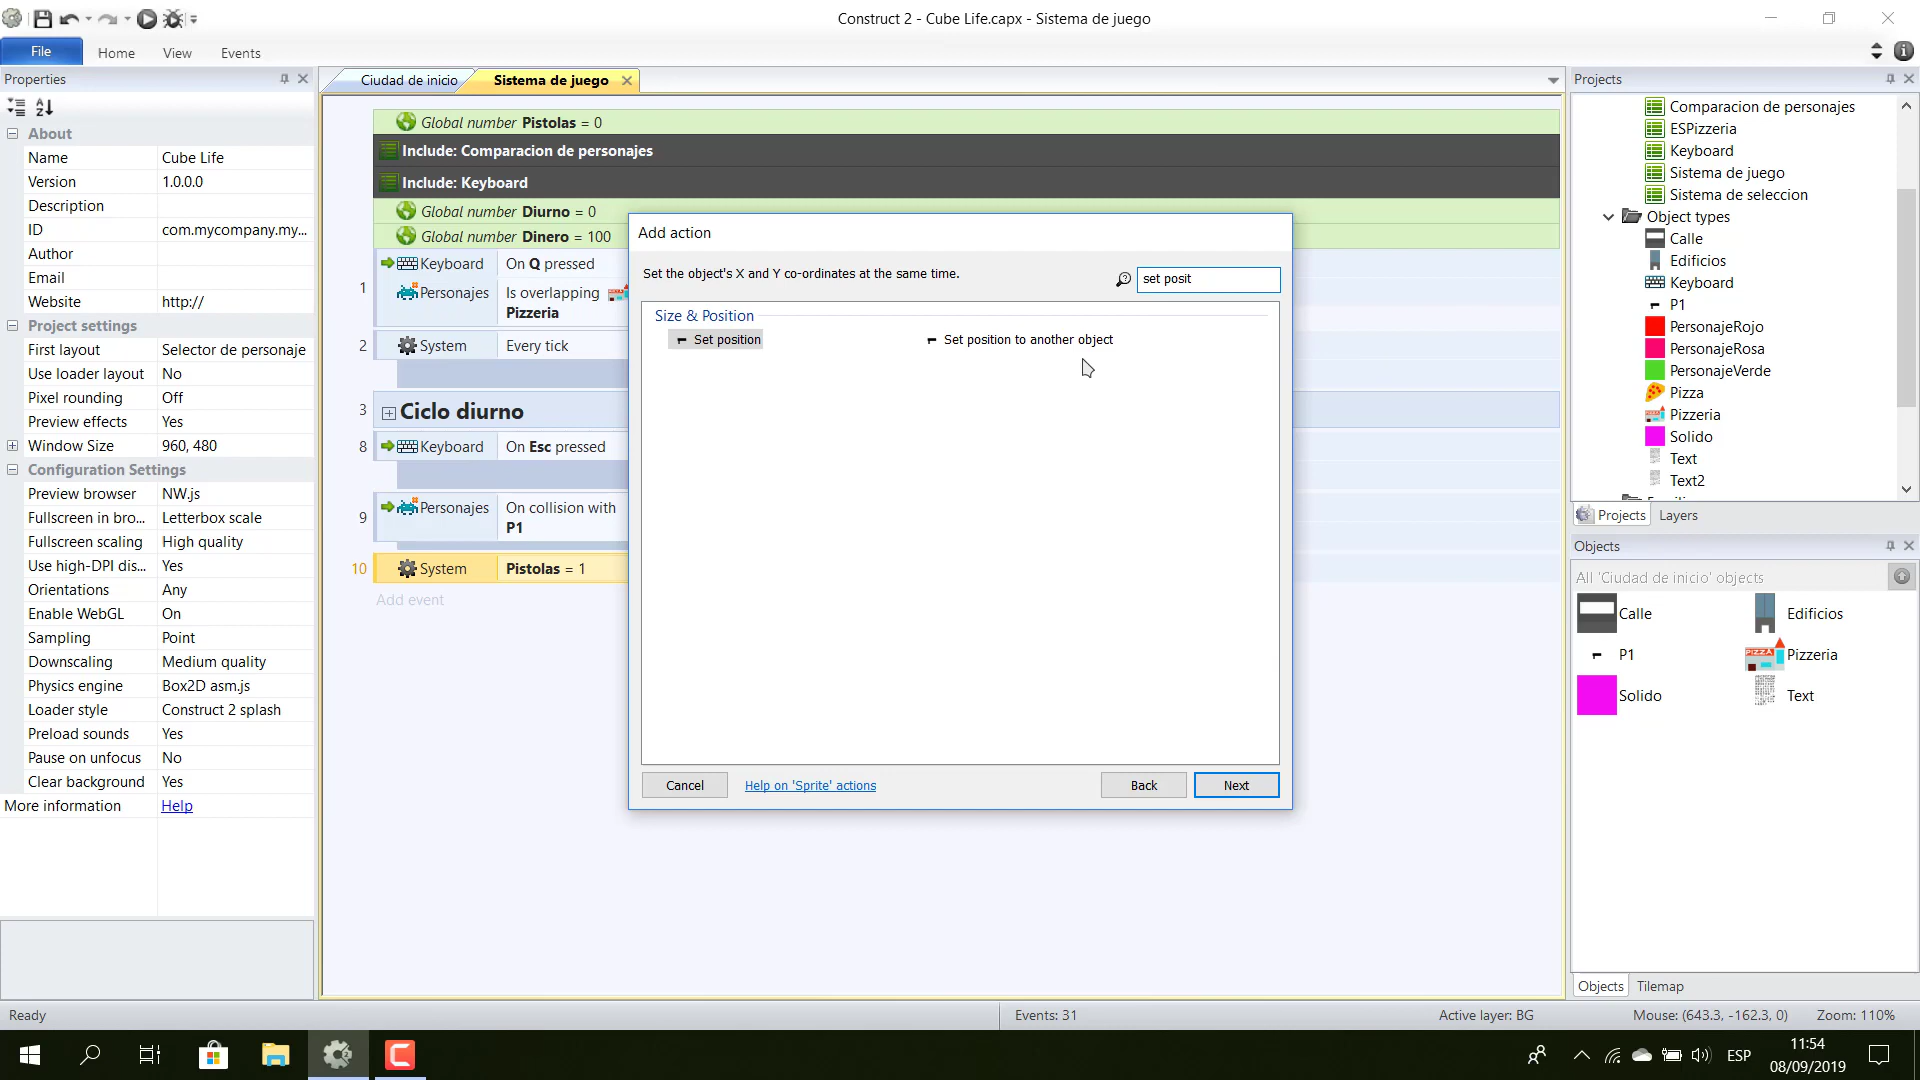 Construct 2 - Cube Life.capx - Sistema de juego
File
Home
View
Events
Properties
About
Name Cube Life
Version 1.0.0.0
Description
ID com.mycompany.my...
Author
Email
Website http://
Project settings
First layout Selector de personaje
Use loader layout No
Pixel rounding Off
Preview effects Yes
Window Size 960, 480
Configuration Settings
Preview browser NW.js
Fullscreen in bro... Letterbox scale
Fullscreen scaling High quality
Use high-DPI dis... Yes
Orientations Any
Enable WebGL On
Sampling Point
Downscaling Medium quality
Physics engine Box2D asm.js
Loader style Construct 2 splash
Preload sounds Yes
Pause on unfocus No
Clear background Yes
More information Help
Ciudad de inicio
Sistema de juego
Global number Pistolas = 0
Include: Comparacion de personajes
Include: Keyboard
Global number Diurno = 0
Global number Dinero = 100
1
Keyboard On Q pressed
Personajes Is overlapping
Pizzeria
2 System Every tick
3 Ciclo diurno
8 Keyboard On Esc pressed
9 Personajes On collision with
P1
10 System Pistolas = 1
Add event
Add action
Set the object's X and Y co-ordinates at the same time.
set posit
Size & Position
Set position
Set position to another object
Cancel
Help on 'Sprite' actions
Back
Next
Projects
Comparacion de personajes
ESPizzeria
Keyboard
Sistema de juego
Sistema de seleccion
Object types
Calle
Edificios
Keyboard
P1
PersonajeRojo
PersonajeRosa
PersonajeVerde
Pizza
Pizzeria
Solido
Text
Text2
Projects
Layers
Objects
All 'Ciudad de inicio' objects
Calle
Edificios
P1
Pizzeria
Solido
Text
Objects
Tilemap
Ready
Events: 31
Active layer: BG
Mouse: (643.3, -162.3, 0)
Zoom: 110%
ESP
11:54
08/09/2019